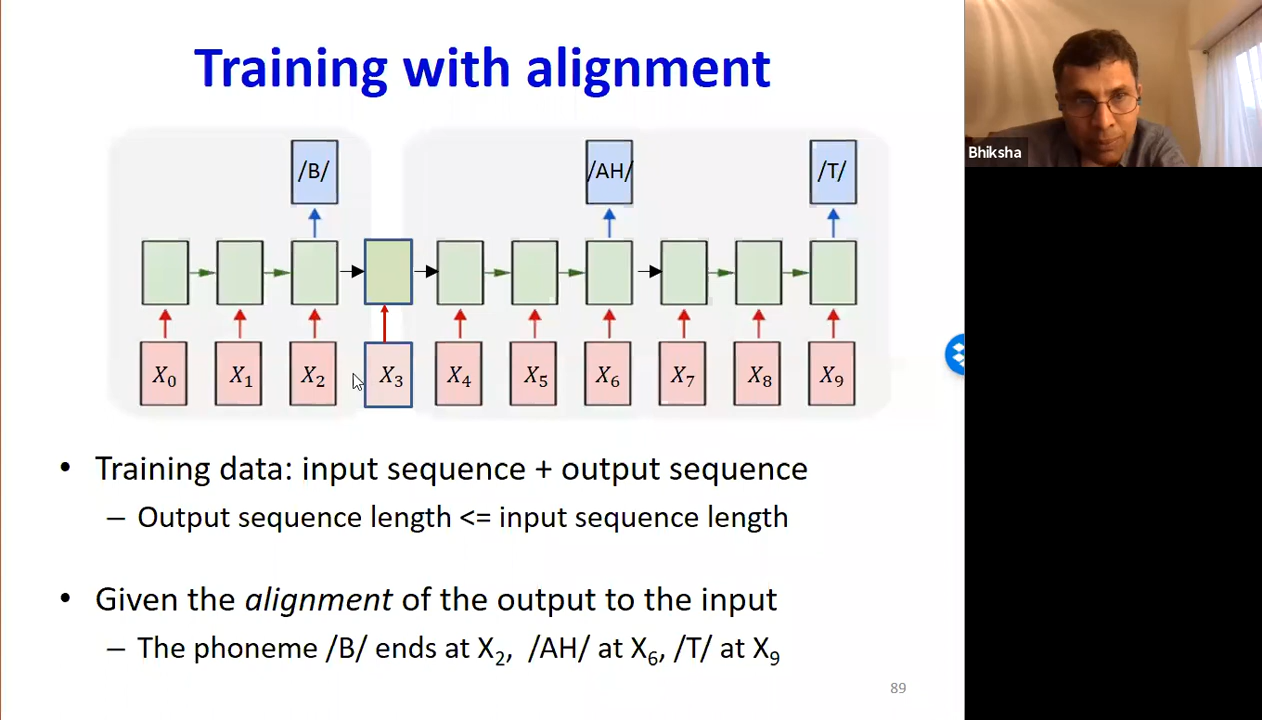 Training with alignment
Bhiksha
/B/ /AH/ /T/
X₀ X₁ X₂ X₃ X₄ X₅ X₆ X₇ X₈ X₉
• Training data: input sequence + output sequence
– Output sequence length <= input sequence length
• Given the alignment of the output to the input
– The phoneme /B/ ends at X₂, /AH/ at X₆, /T/ at X₉
89